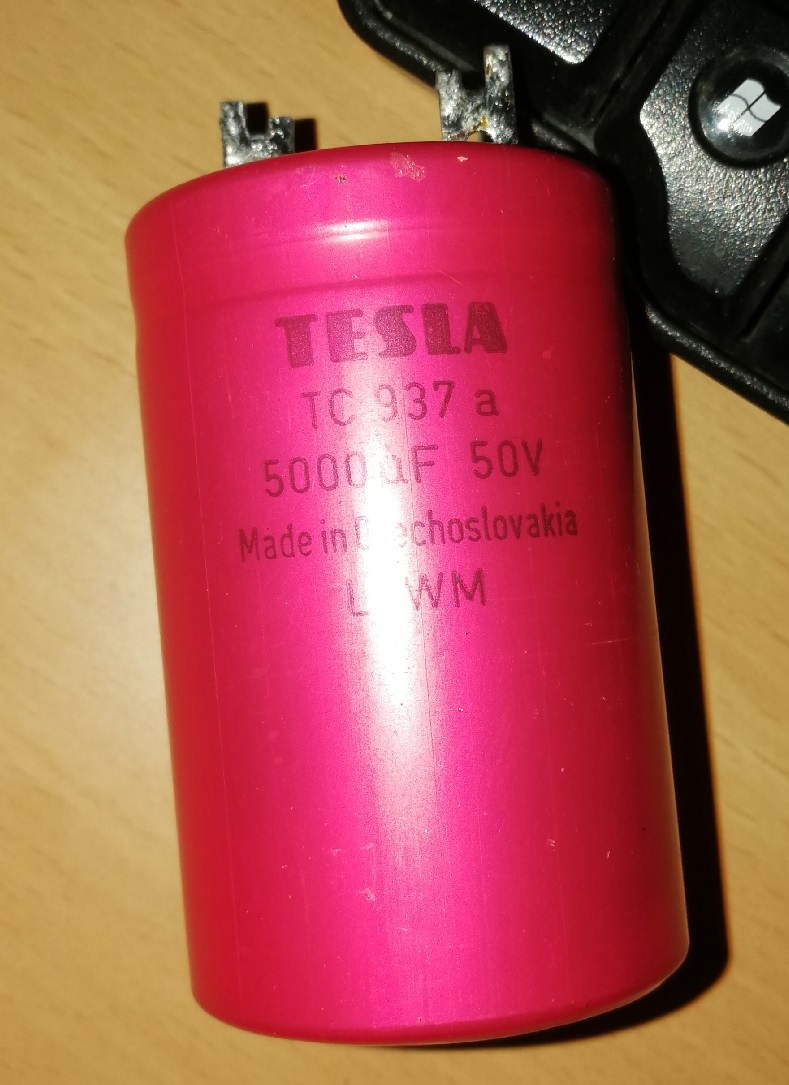 TESLA
TC 937 a
5000µF 50V
Made in Czechoslovakia
WM